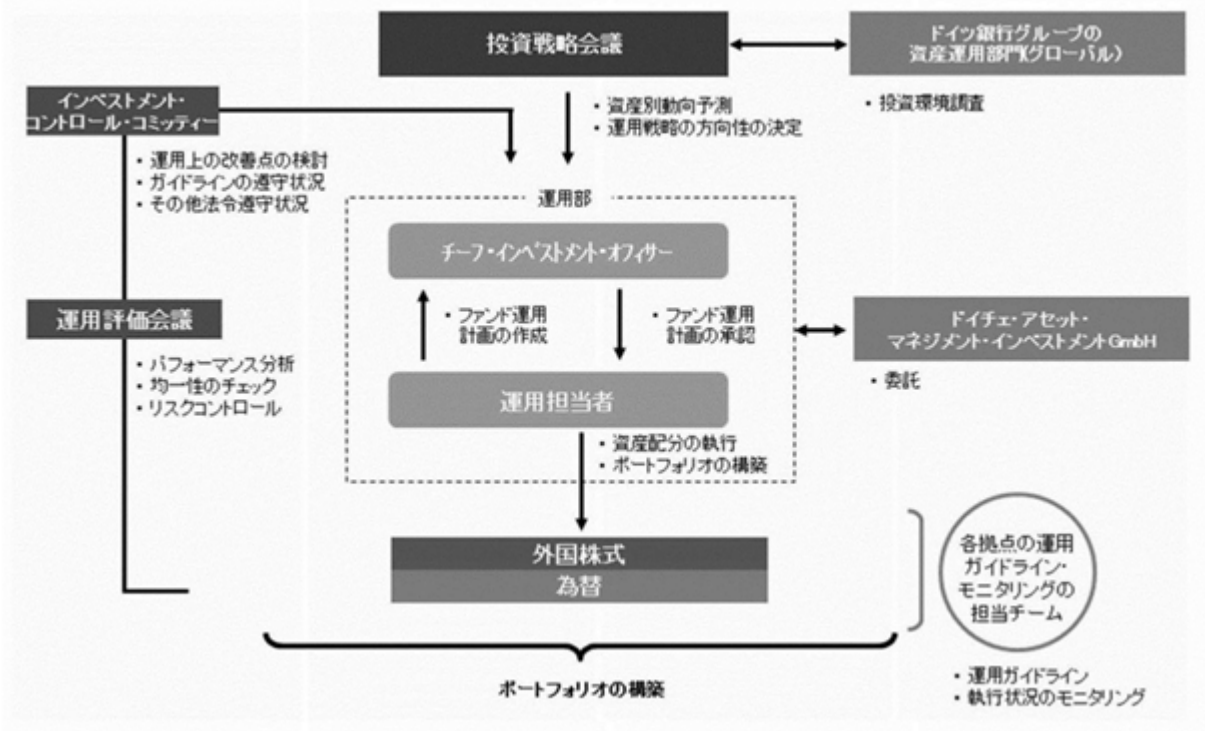 投資戦略会議
ドイツ銀行グループの
資産運用部門(グローバル)
・投資環境調査
インベストメント・
コントロール・コミッティー
・資産別動向予測
・運用戦略の方向性の決定
・運用上の改善点の検討
・ガイドラインの遵守状況
・その他法令遵守状況
運用部
チーフ・インベストメント・オフィサー
・ファンド運用
計画の作成
・ファンド運用
計画の承認
運用評価会議
・パフォーマンス分析
・均一性のチェック
・リスクコントロール
ドイチェ・アセット・
マネジメント・インベストメントGmbH
・委託
運用担当者
・資産配分の執行
・ポートフォリオの構築
外国株式
為替
各拠点の運用
ガイドライン・
モニタリングの
担当チーム
・運用ガイドライン
・執行状況のモニタリング
ポートフォリオの構築